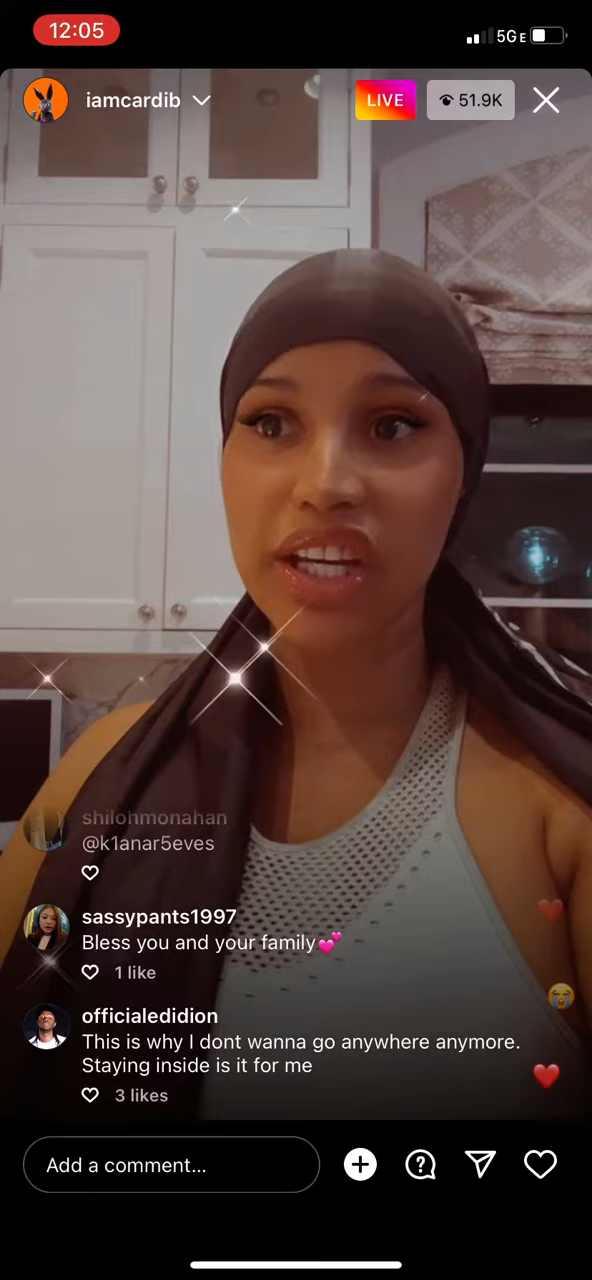 12:05
5GE
iamcardib
LIVE
51.9K
shilohmonahan
@k1anar5eves
sassypants1997
Bless you and your family💕
1 like
officialedidion
This is why I dont wanna go anywhere anymore.
Staying inside is it for me
3 likes
Add a comment...